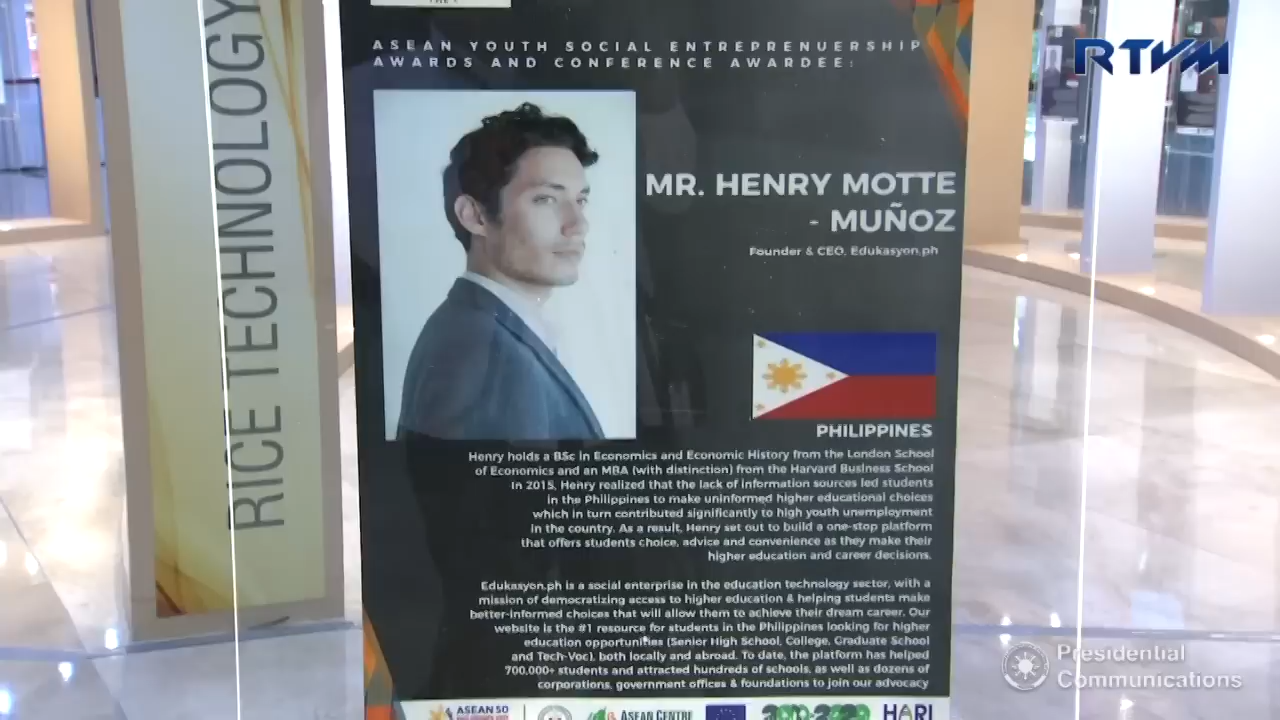 ASEAN YOUTH SOCIAL ENTREPRENUERSHIP
AWARDS AND CONFERENCE AWARDEE:
RTVM
RICE TECHNOLOGY
MR. HENRY MOTTE
- MUÑOZ
Founder & CEO, Edukasyon.ph
PHILIPPINES
Henry holds a BSc in Economics and Economic History from the London School
of Economics and an MBA (with distinction) from the Harvard Business School
In 2015, Henry realized that the lack of information sources led students
in the Philippines to make uninformed higher educational choices
which in turn contributed significantly to high youth unemployment
in the country. As a result, Henry set out to build a one-stop platform
that offers students choice, advice and convenience as they make their
higher education and career decisions.
Edukasyon.ph is a social enterprise in the education technology sector, with a
mission of democratizing access to higher education & helping students make
better-informed choices that will allow them to achieve their dream career. Our
website is the #1 resource for students in the Philippines looking for higher
education opportunities (Senior High School, College, Graduate School
and Tech-Voc), both locally and abroad. To date, the platform has helped
700,000+ students and attracted hundreds of schools, as well as dozens of
corporations, government offices & foundations to join our advocacy
Presidential
Communications
ASEAN 50
ASEAN CENTRE
HARI